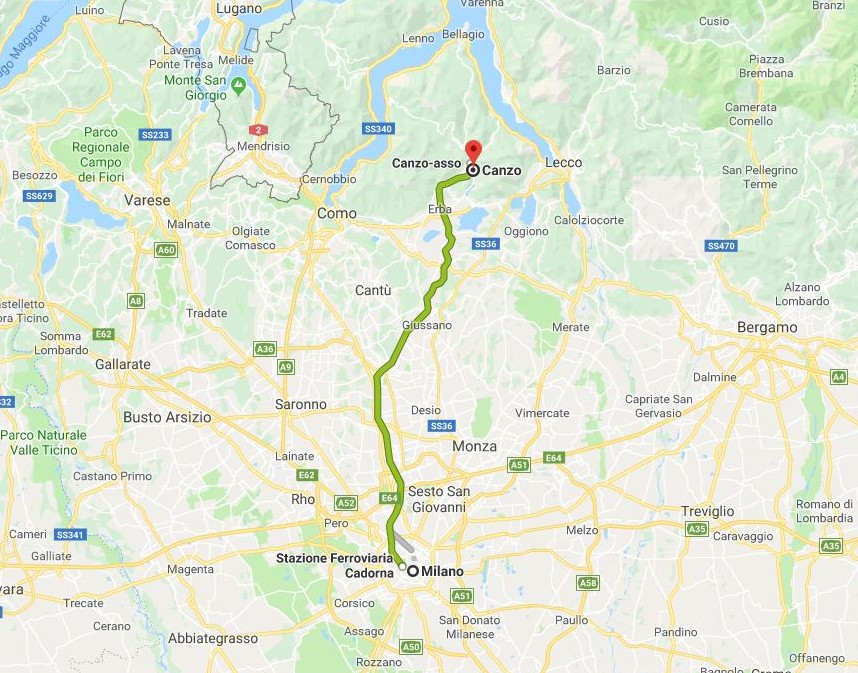 Luino
Lugano
Varenna
Branzi
Cusio
Lago Maggiore
Lenno
Bellagio
Lavena
Ponte Tresa
Melide
Piazza
Brembana
Barzio
Monte San
Giorgio
Camerata
Cornello
SS340
SS233
2
Parco
Regionale
Campo
dei Fiori
Mendrisio
Canzo-asso
Canzo
Lecco
San Pellegrino
Terme
Besozzo
Cernobbio
SS629
Varese
Como
Erba
Calolziocorte
Malnate
Olgiate
Comasco
Oggiono
SS36
SS470
A60
Cantù
Alzano
Lombardo
A8
Tradate
Giussano
Merate
Bergamo
Somma
Lombardo
E62
A36
A9
Gallarate
Dalmine
A4
Saronno
Desio
Vimercate
Capriate San
Gervasio
Busto Arsizio
SS36
Parco Naturale
Valle Ticino
Monza
Lainate
A51
E64
Castano Primo
E62
Rho
A52
E64
Sesto San
Giovanni
Treviglio
Romano di
Lombardia
Pero
Cameri
SS341
Melzo
A35
Caravaggio
A35
Galliate
Magenta
Stazione Ferroviaria
Cadorna
Milano
A58
Trecate
Corsico
A51
Cerano
Assago
San Donato
Milanese
Paullo
Pandino
Abbiategrasso
A50
Rozzano
Offanengo